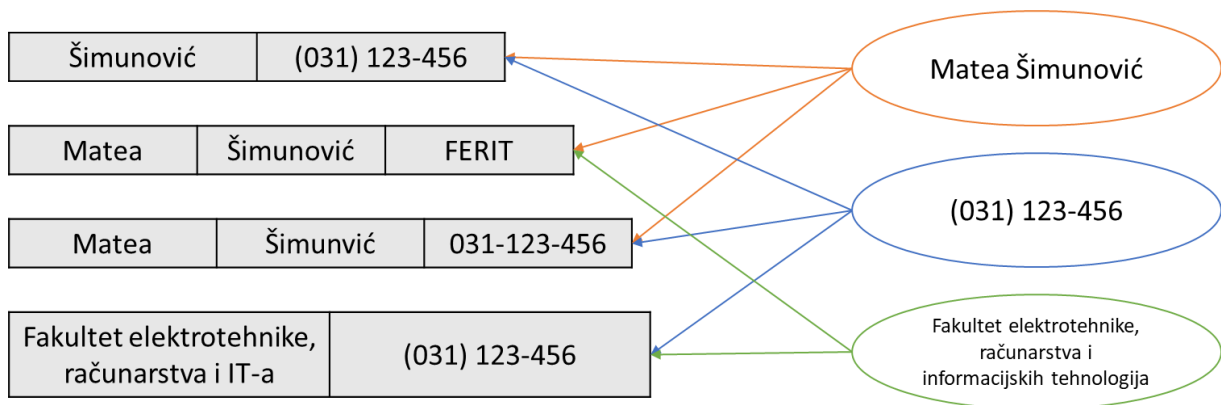 Šimunović (031) 123-456
Matea Šimunović FERIT
Matea Šimunvić 031-123-456
Fakultet elektrotehnike,
računarstva i IT-a
(031) 123-456
Matea Šimunović
(031) 123-456
Fakultet elektrotehnike,
računarstva i
informacijskih tehnologija